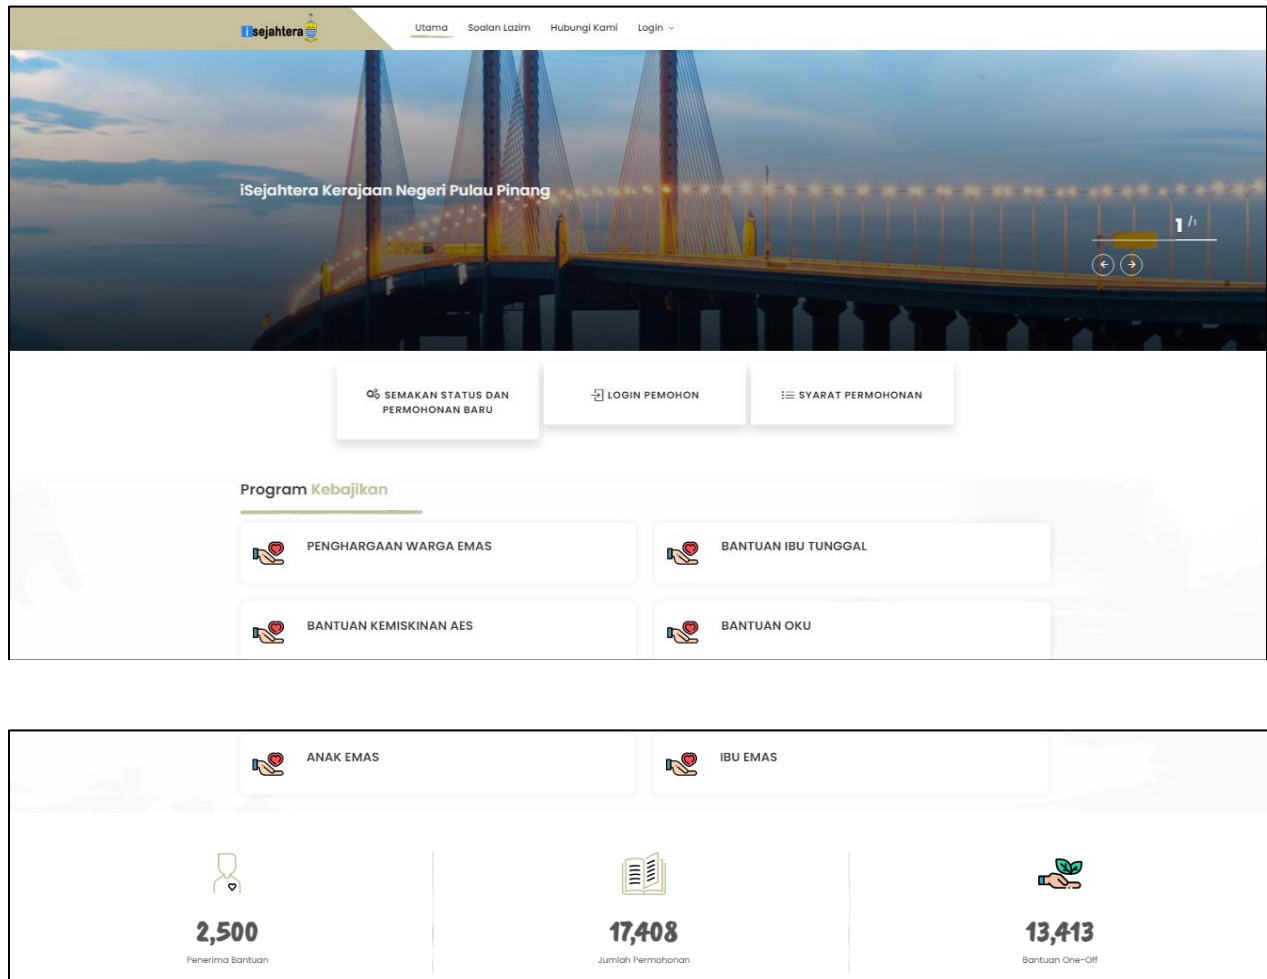 isejahtera
Utama Soalan Lazim Hubungi Kami Login
iSejahtera Kerajaan Negeri Pulau Pinang
1 /1
SEMAKAN STATUS DAN
PERMOHONAN BARU
LOGIN PEMOHON
SYARAT PERMOHONAN
Program Kebajikan
PENGHARGAAN WARGA EMAS
BANTUAN IBU TUNGGAL
BANTUAN KEMISKINAN AES
BANTUAN OKU
ANAK EMAS
IBU EMAS
2,500
Penerima Bantuan
17,408
Jumlah Permohonan
13,413
Bantuan One-Off